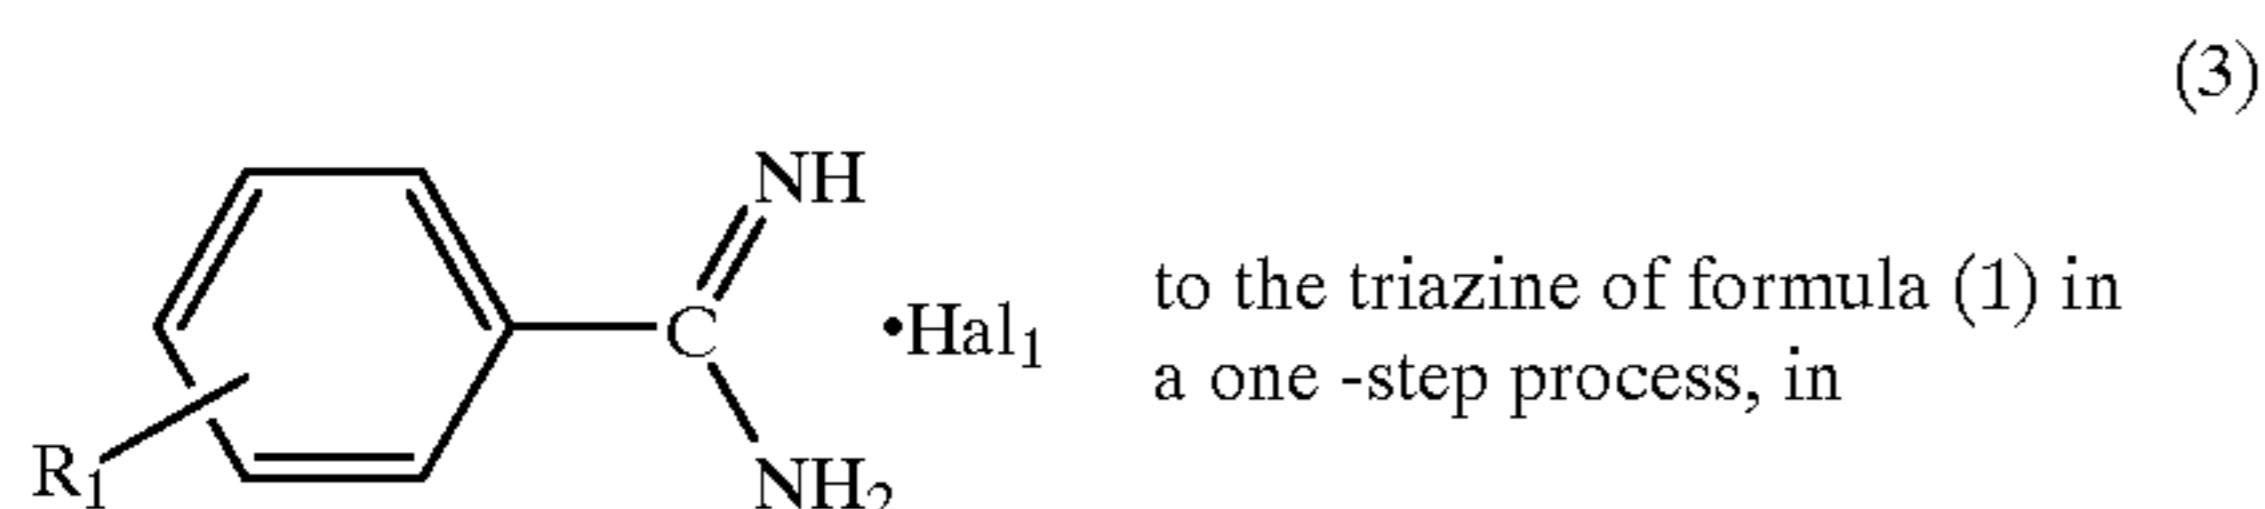 (3)
NH
C
•Hal₁
to the triazine of formula (1) in
a one -step process, in
R₁
NH₂